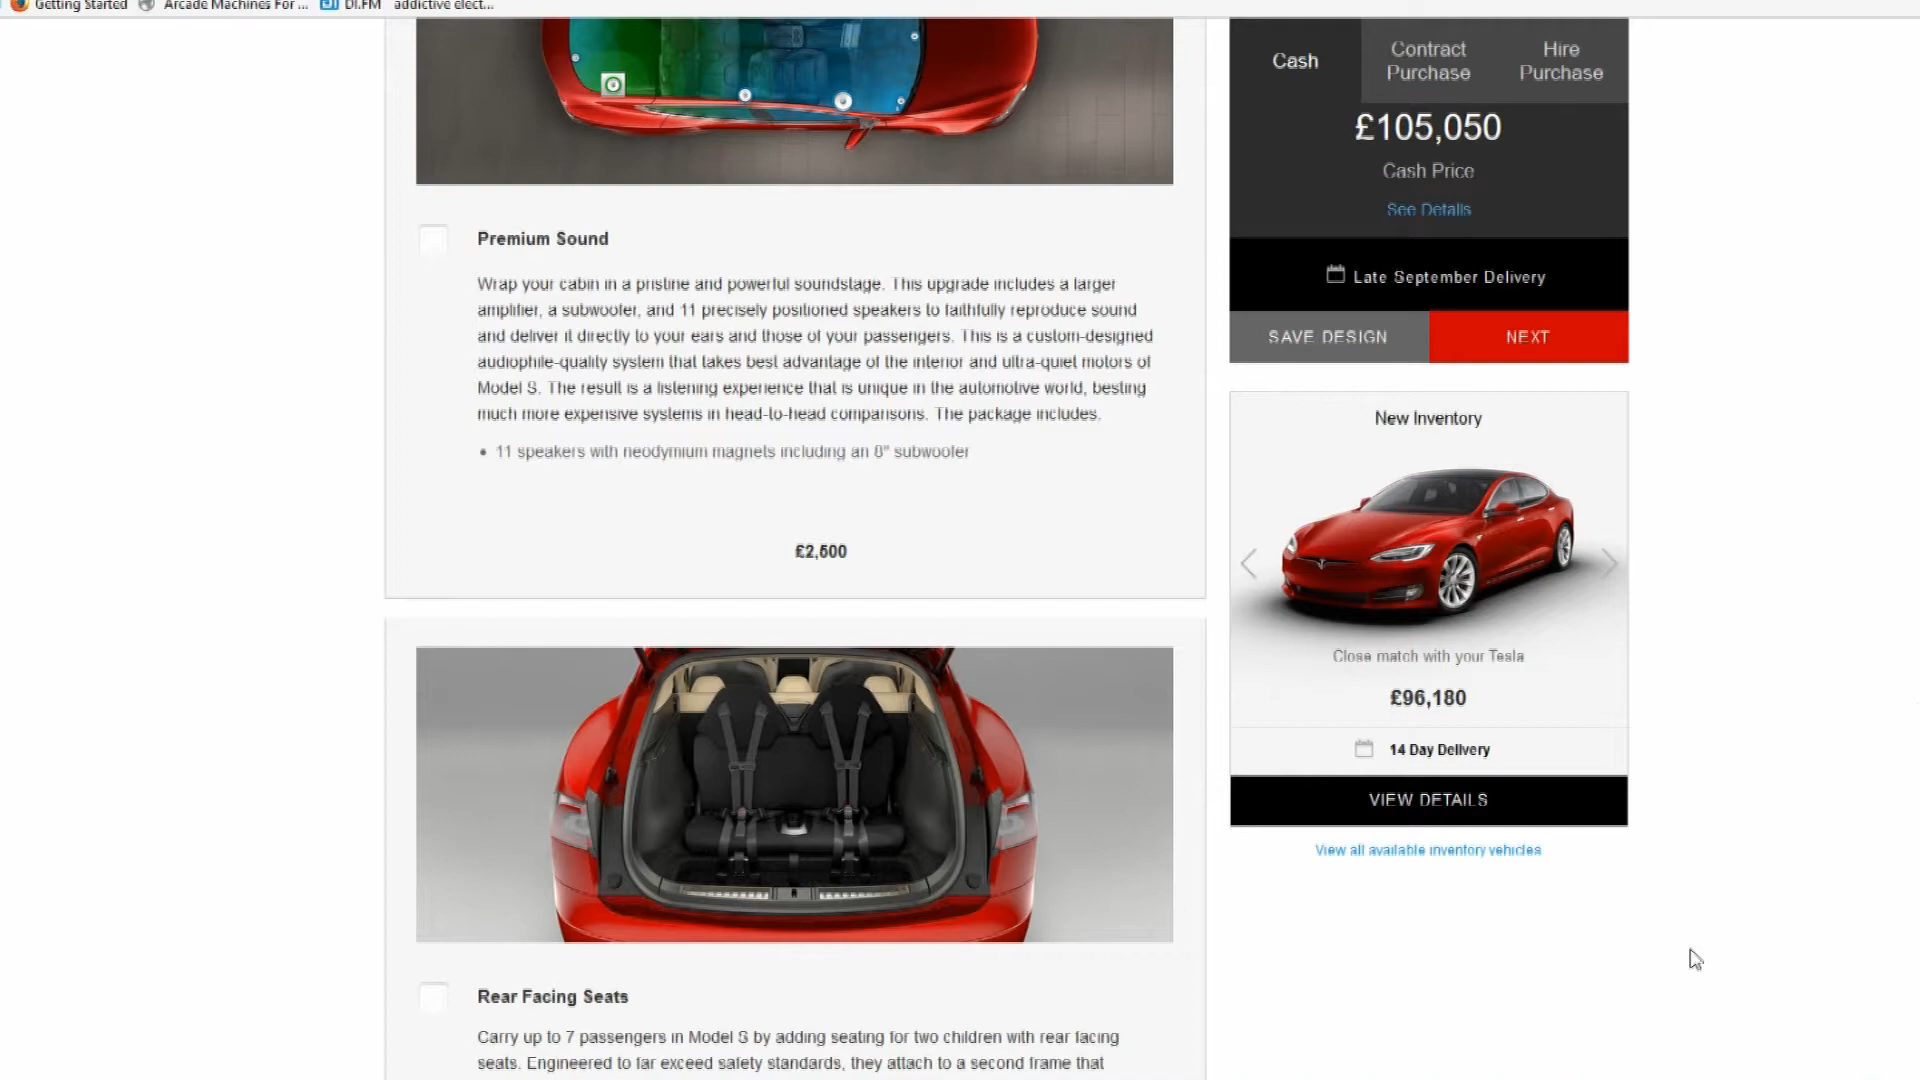 Getting Started
Arcade Machines For ...
DI.FM
addictive elect...
Premium Sound
Wrap your cabin in a pristine and powerful soundstage. This upgrade includes a larger
amplifier, a subwoofer, and 11 precisely positioned speakers to faithfully reproduce sound
and deliver it directly to your ears and those of your passengers. This is a custom-designed
audiophile-quality system that takes best advantage of the interior and ultra-quiet motors of
Model S. The result is a listening experience that is unique in the automotive world, besting
much more expensive systems in head-to-head comparisons. The package includes.
• 11 speakers with neodymium magnets including an 8" subwoofer
£2,500
Rear Facing Seats
Carry up to 7 passengers in Model S by adding seating for two children with rear facing
seats. Engineered to far exceed safety standards, they attach to a second frame that
Cash
Contract
Purchase
Hire
Purchase
£105,050
Cash Price
See Details
Late September Delivery
SAVE DESIGN
NEXT
New Inventory
Close match with your Tesla
£96,180
14 Day Delivery
VIEW DETAILS
View all available inventory vehicles